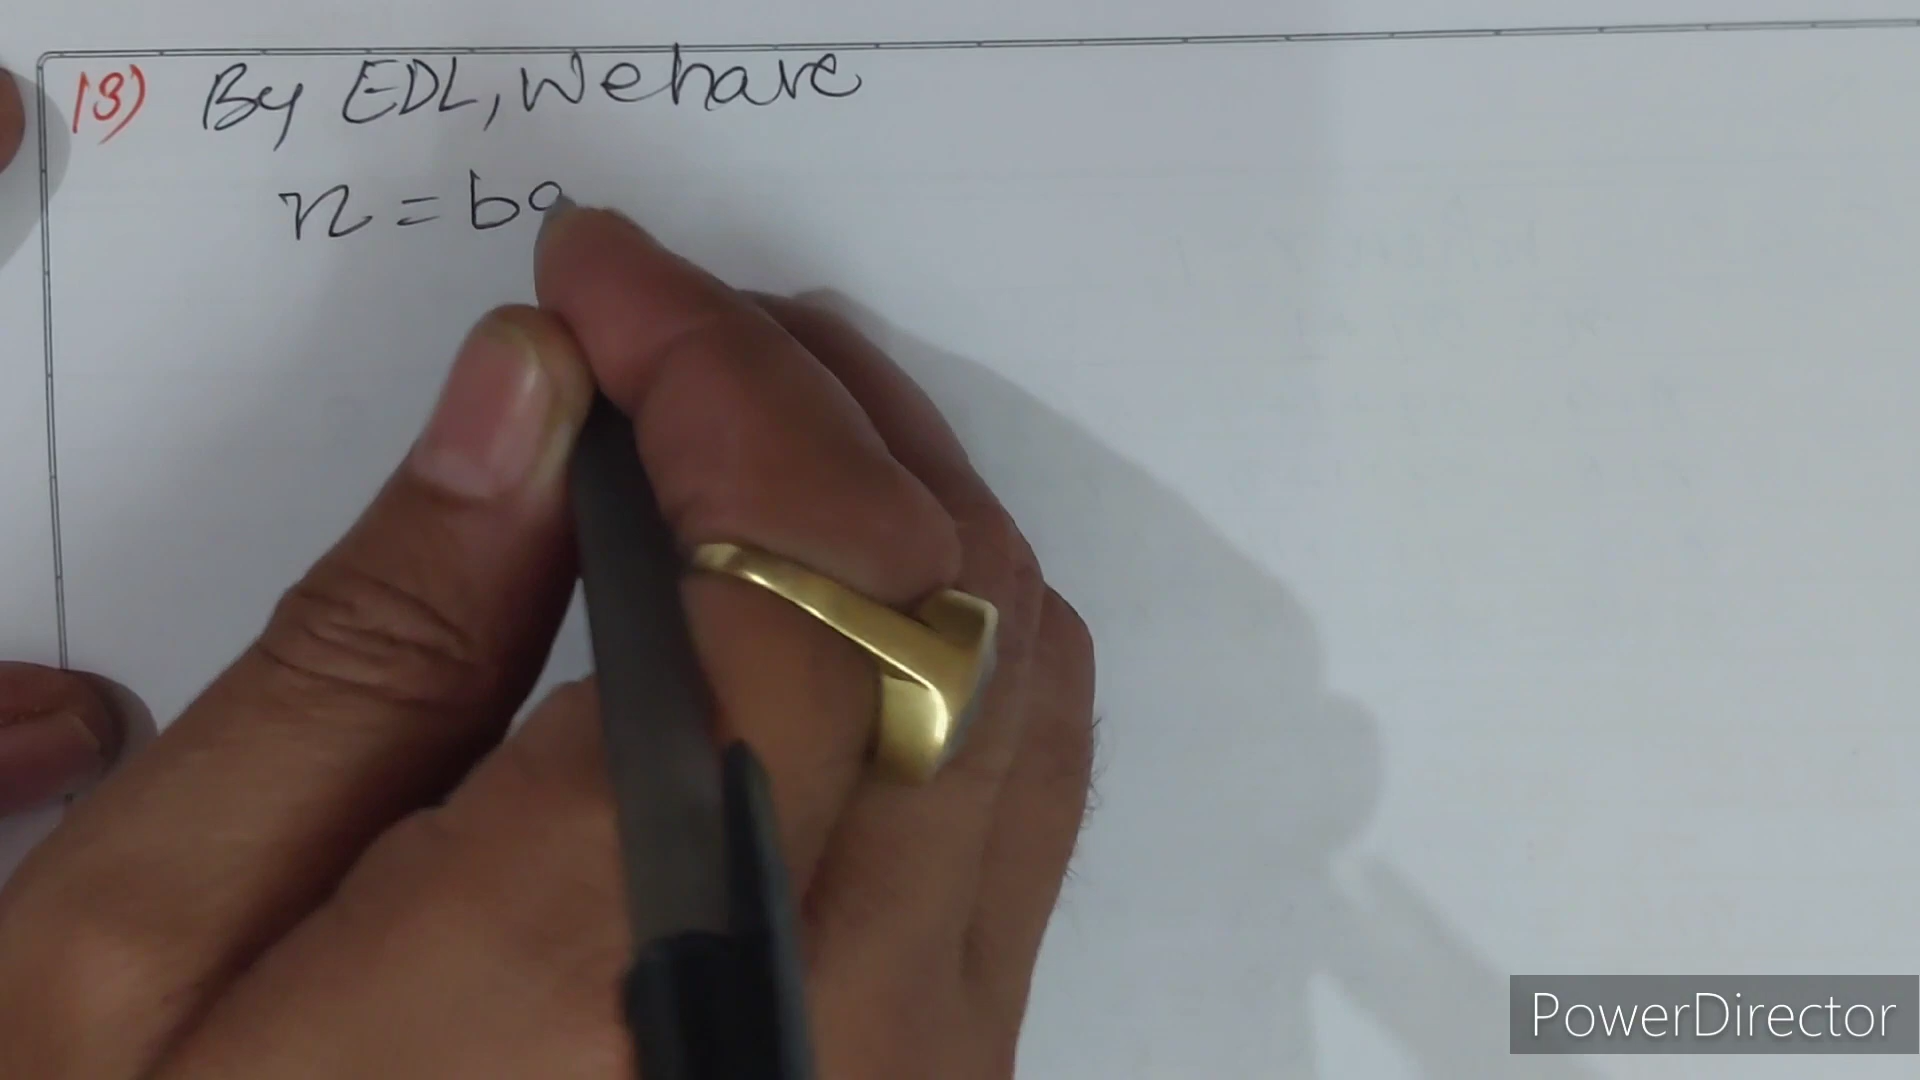 13) By EDL, We have
n = bq
PowerDirector